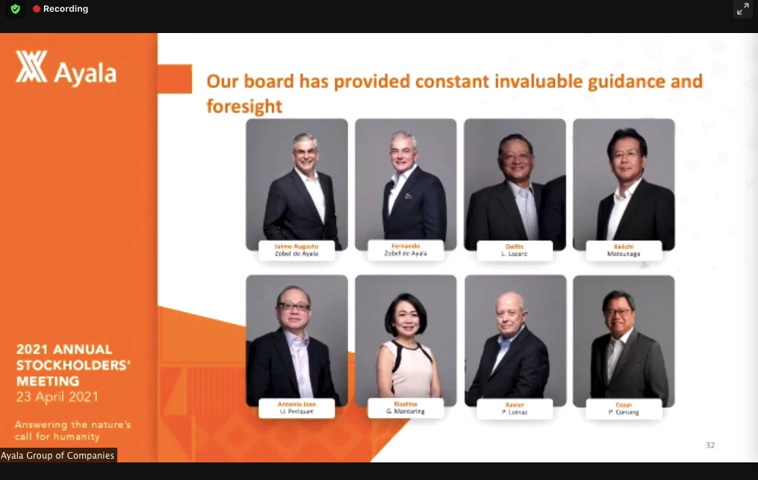 Recording
Ayala
Our board has provided constant invaluable guidance and
foresight
Jaime Augusto
Zobel de Ayala
Fernando
Zobel de Ayala
Delfin
L. Lazaro
Keiichi
Matsunaga
Antonio Jose
U. Periquet
Rizalina
G. Mantaring
Xavier
P. Loinaz
Cezar
P. Consing
2021 ANNUAL
STOCKHOLDERS’
MEETING
23 April 2021
Answering the nature's
call for humanity
32
Ayala Group of Companies